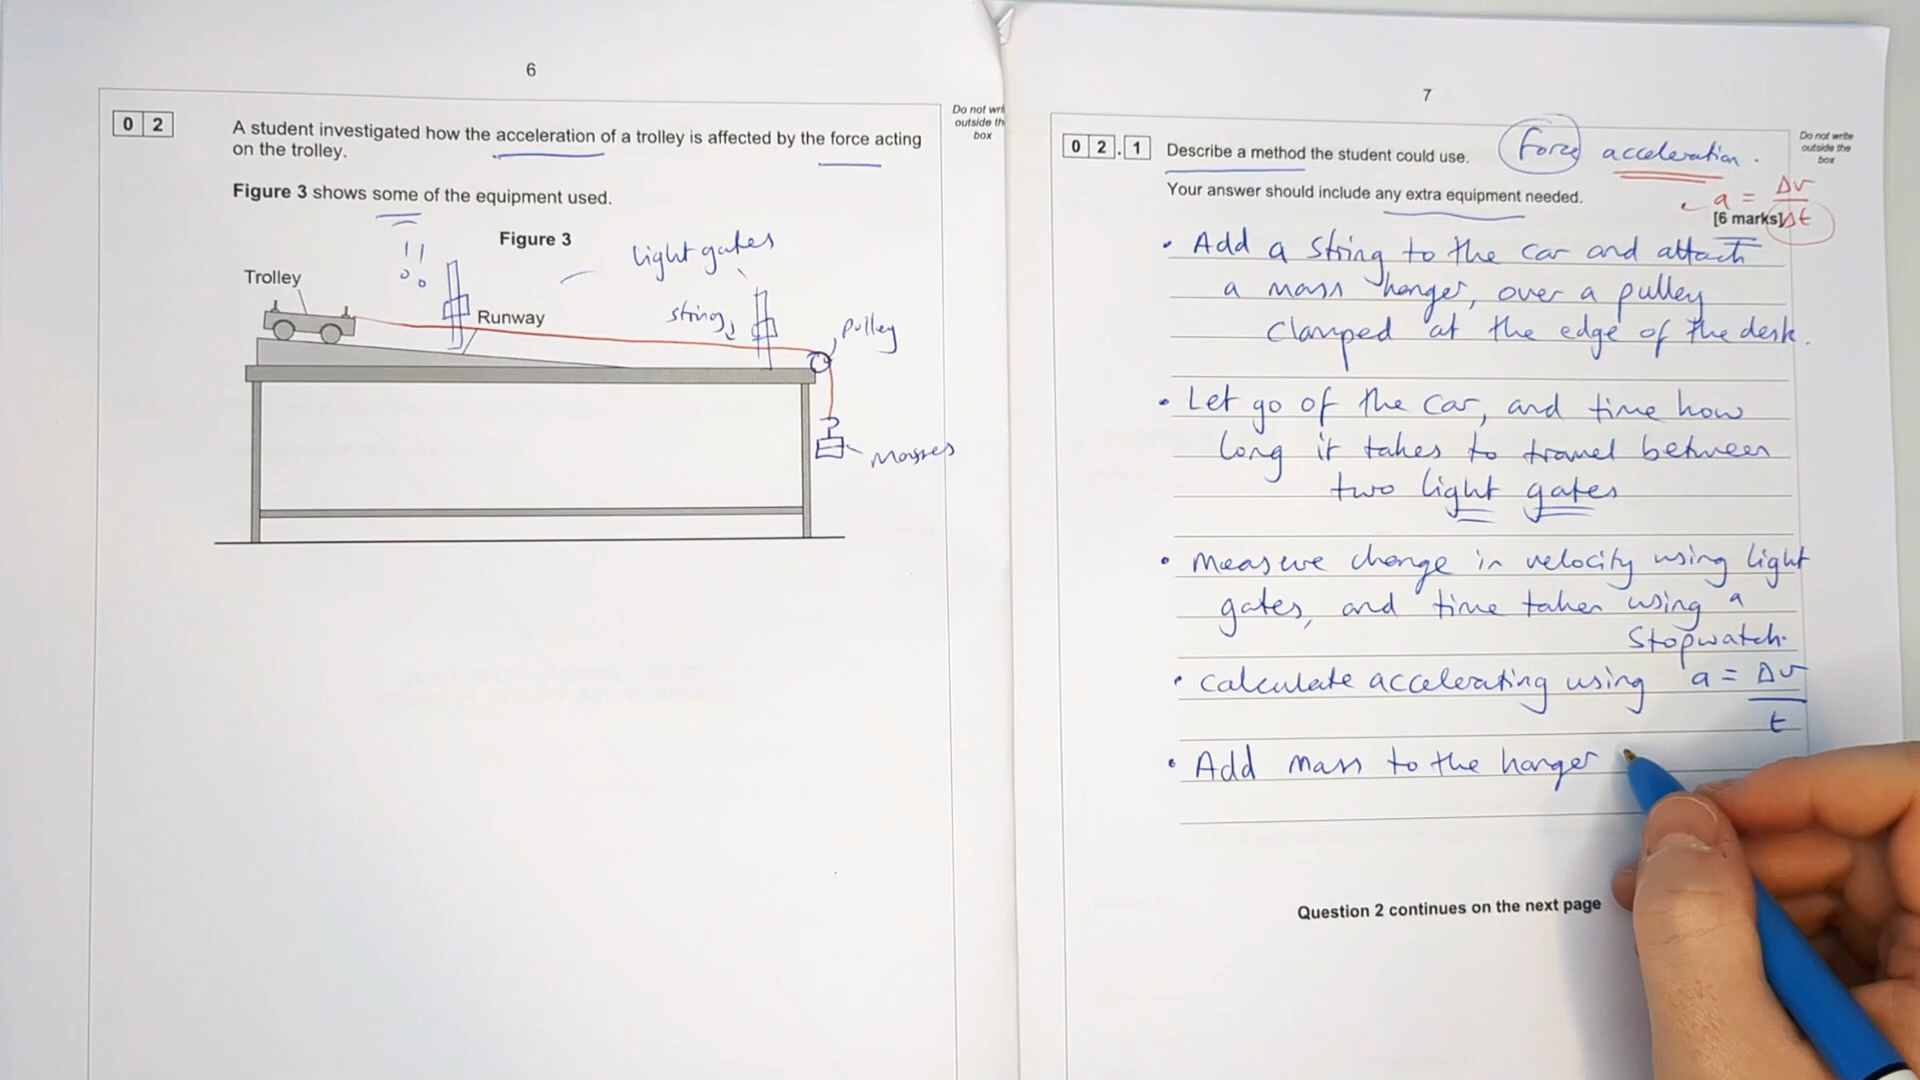 6
0 2
A student investigated how the acceleration of a trolley is affected by the force acting
on the trolley.
Figure 3 shows some of the equipment used.
Figure 3
Do not wri
outside th
box
!!
light gates
Trolley
Runway
string
pulley
masses
7
0 2 . 1
Describe a method the student could use.
Force acceleration.
Do not write
outside the
box
Your answer should include any extra equipment needed.
a = Δv
Δt
[6 marks]
• Add a string to the car and attach
a mass hanger, over a pulley
clamped at the edge of the desk.
• Let go of the car, and time how
long it takes to travel between
two light gates
• measure change in velocity using light
gates, and time taken using a
stopwatch.
• calculate accelerating using a = Δv
t
• Add mass to the hanger
Question 2 continues on the next page